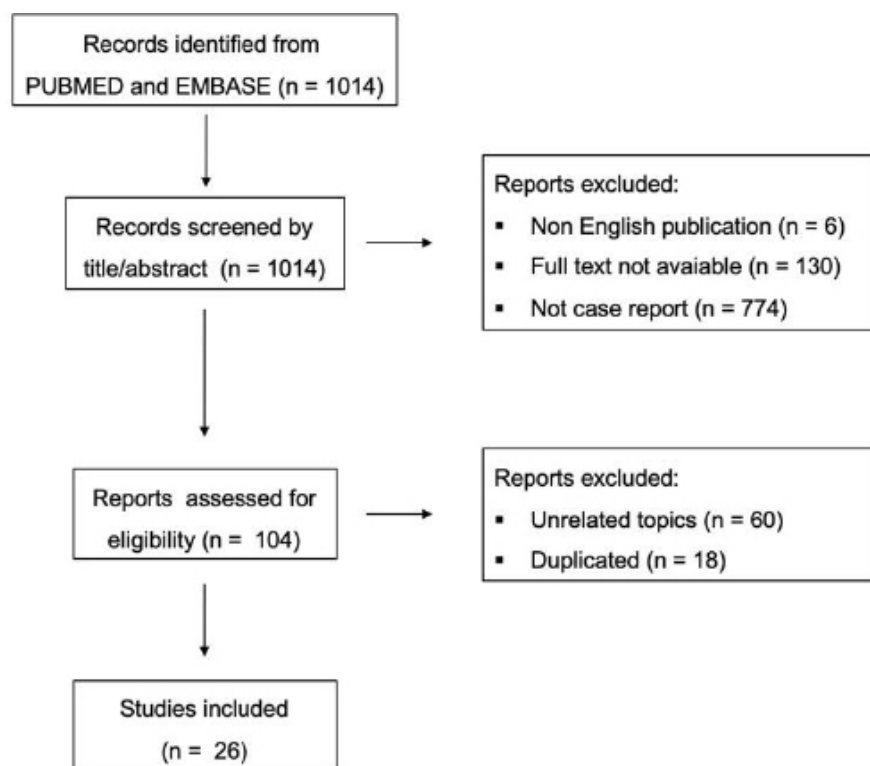 Records identified from
PUBMED and EMBASE (n = 1014)
Records screened by
title/abstract (n = 1014)
Reports excluded:
▪ Non English publication (n = 6)
▪ Full text not avaiable (n = 130)
▪ Not case report (n = 774)
Reports assessed for
eligibility (n = 104)
Reports excluded:
▪ Unrelated topics (n = 60)
▪ Duplicated (n = 18)
Studies included
(n = 26)